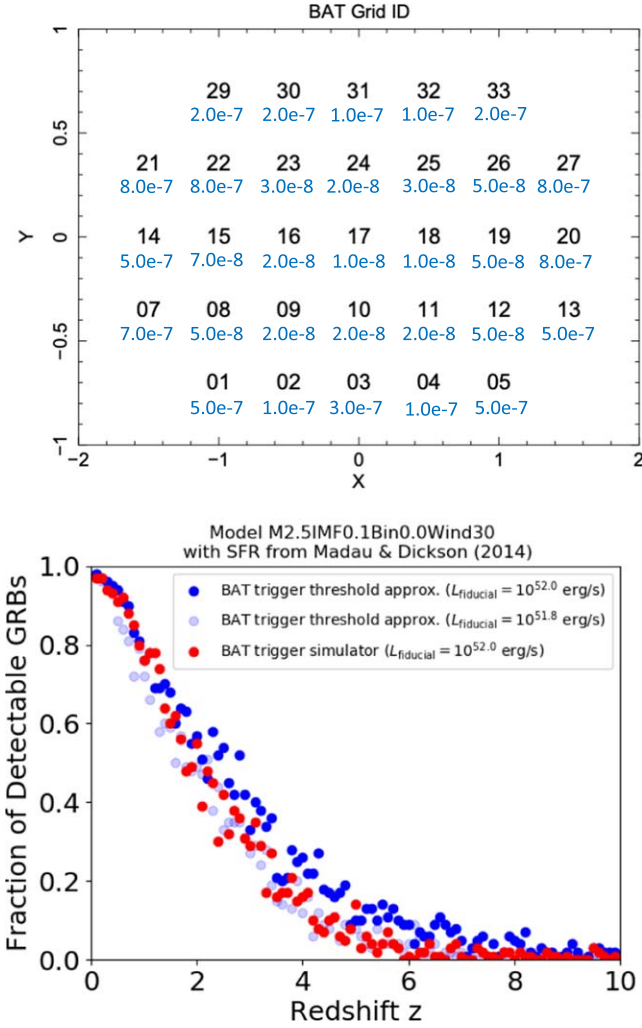 BAT Grid ID
1
29 30 31 32 33
2.0e-7 2.0e-7 1.0e-7 1.0e-7 2.0e-7
0.5
21 22 23 24 25 26 27
8.0e-7 8.0e-7 3.0e-8 2.0e-8 3.0e-8 5.0e-8 8.0e-7
Y
0
14 15 16 17 18 19 20
5.0e-7 7.0e-8 2.0e-8 1.0e-8 1.0e-8 5.0e-8 8.0e-7
07 08 09 10 11 12 13
7.0e-7 5.0e-8 2.0e-8 2.0e-8 2.0e-8 5.0e-8 5.0e-7
−0.5
01 02 03 04 05
5.0e-7 1.0e-7 3.0e-7 1.0e-7 5.0e-7
−1
−2 −1 0 1 2
X
Model M2.5IMF0.1Bin0.0Wind30
with SFR from Madau & Dickson (2014)
1.0
BAT trigger threshold approx. (L_fiducial = 10^52.0 erg/s)
BAT trigger threshold approx. (L_fiducial = 10^51.8 erg/s)
BAT trigger simulator (L_fiducial = 10^52.0 erg/s)
0.8
0.6
0.4
0.2
0.0
Fraction of Detectable GRBs
0 2 4 6 8 10
Redshift z